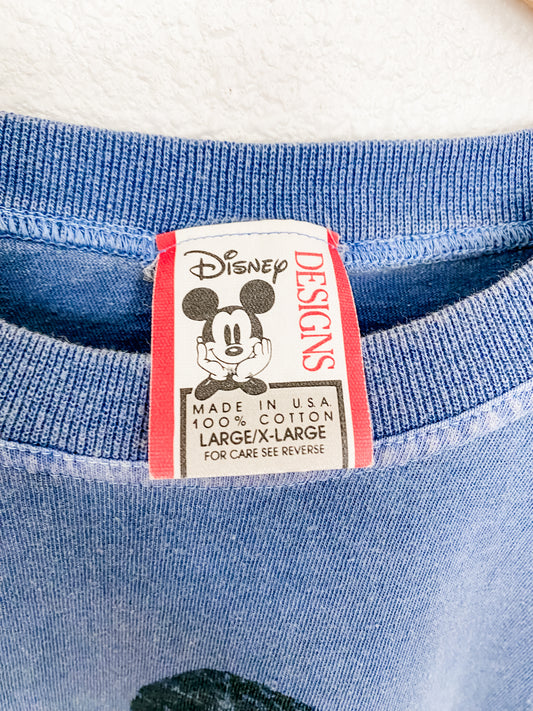 Disney
DESIGNS
MADE IN U.S.A.
100% COTTON
LARGE/X-LARGE
FOR CARE SEE REVERSE